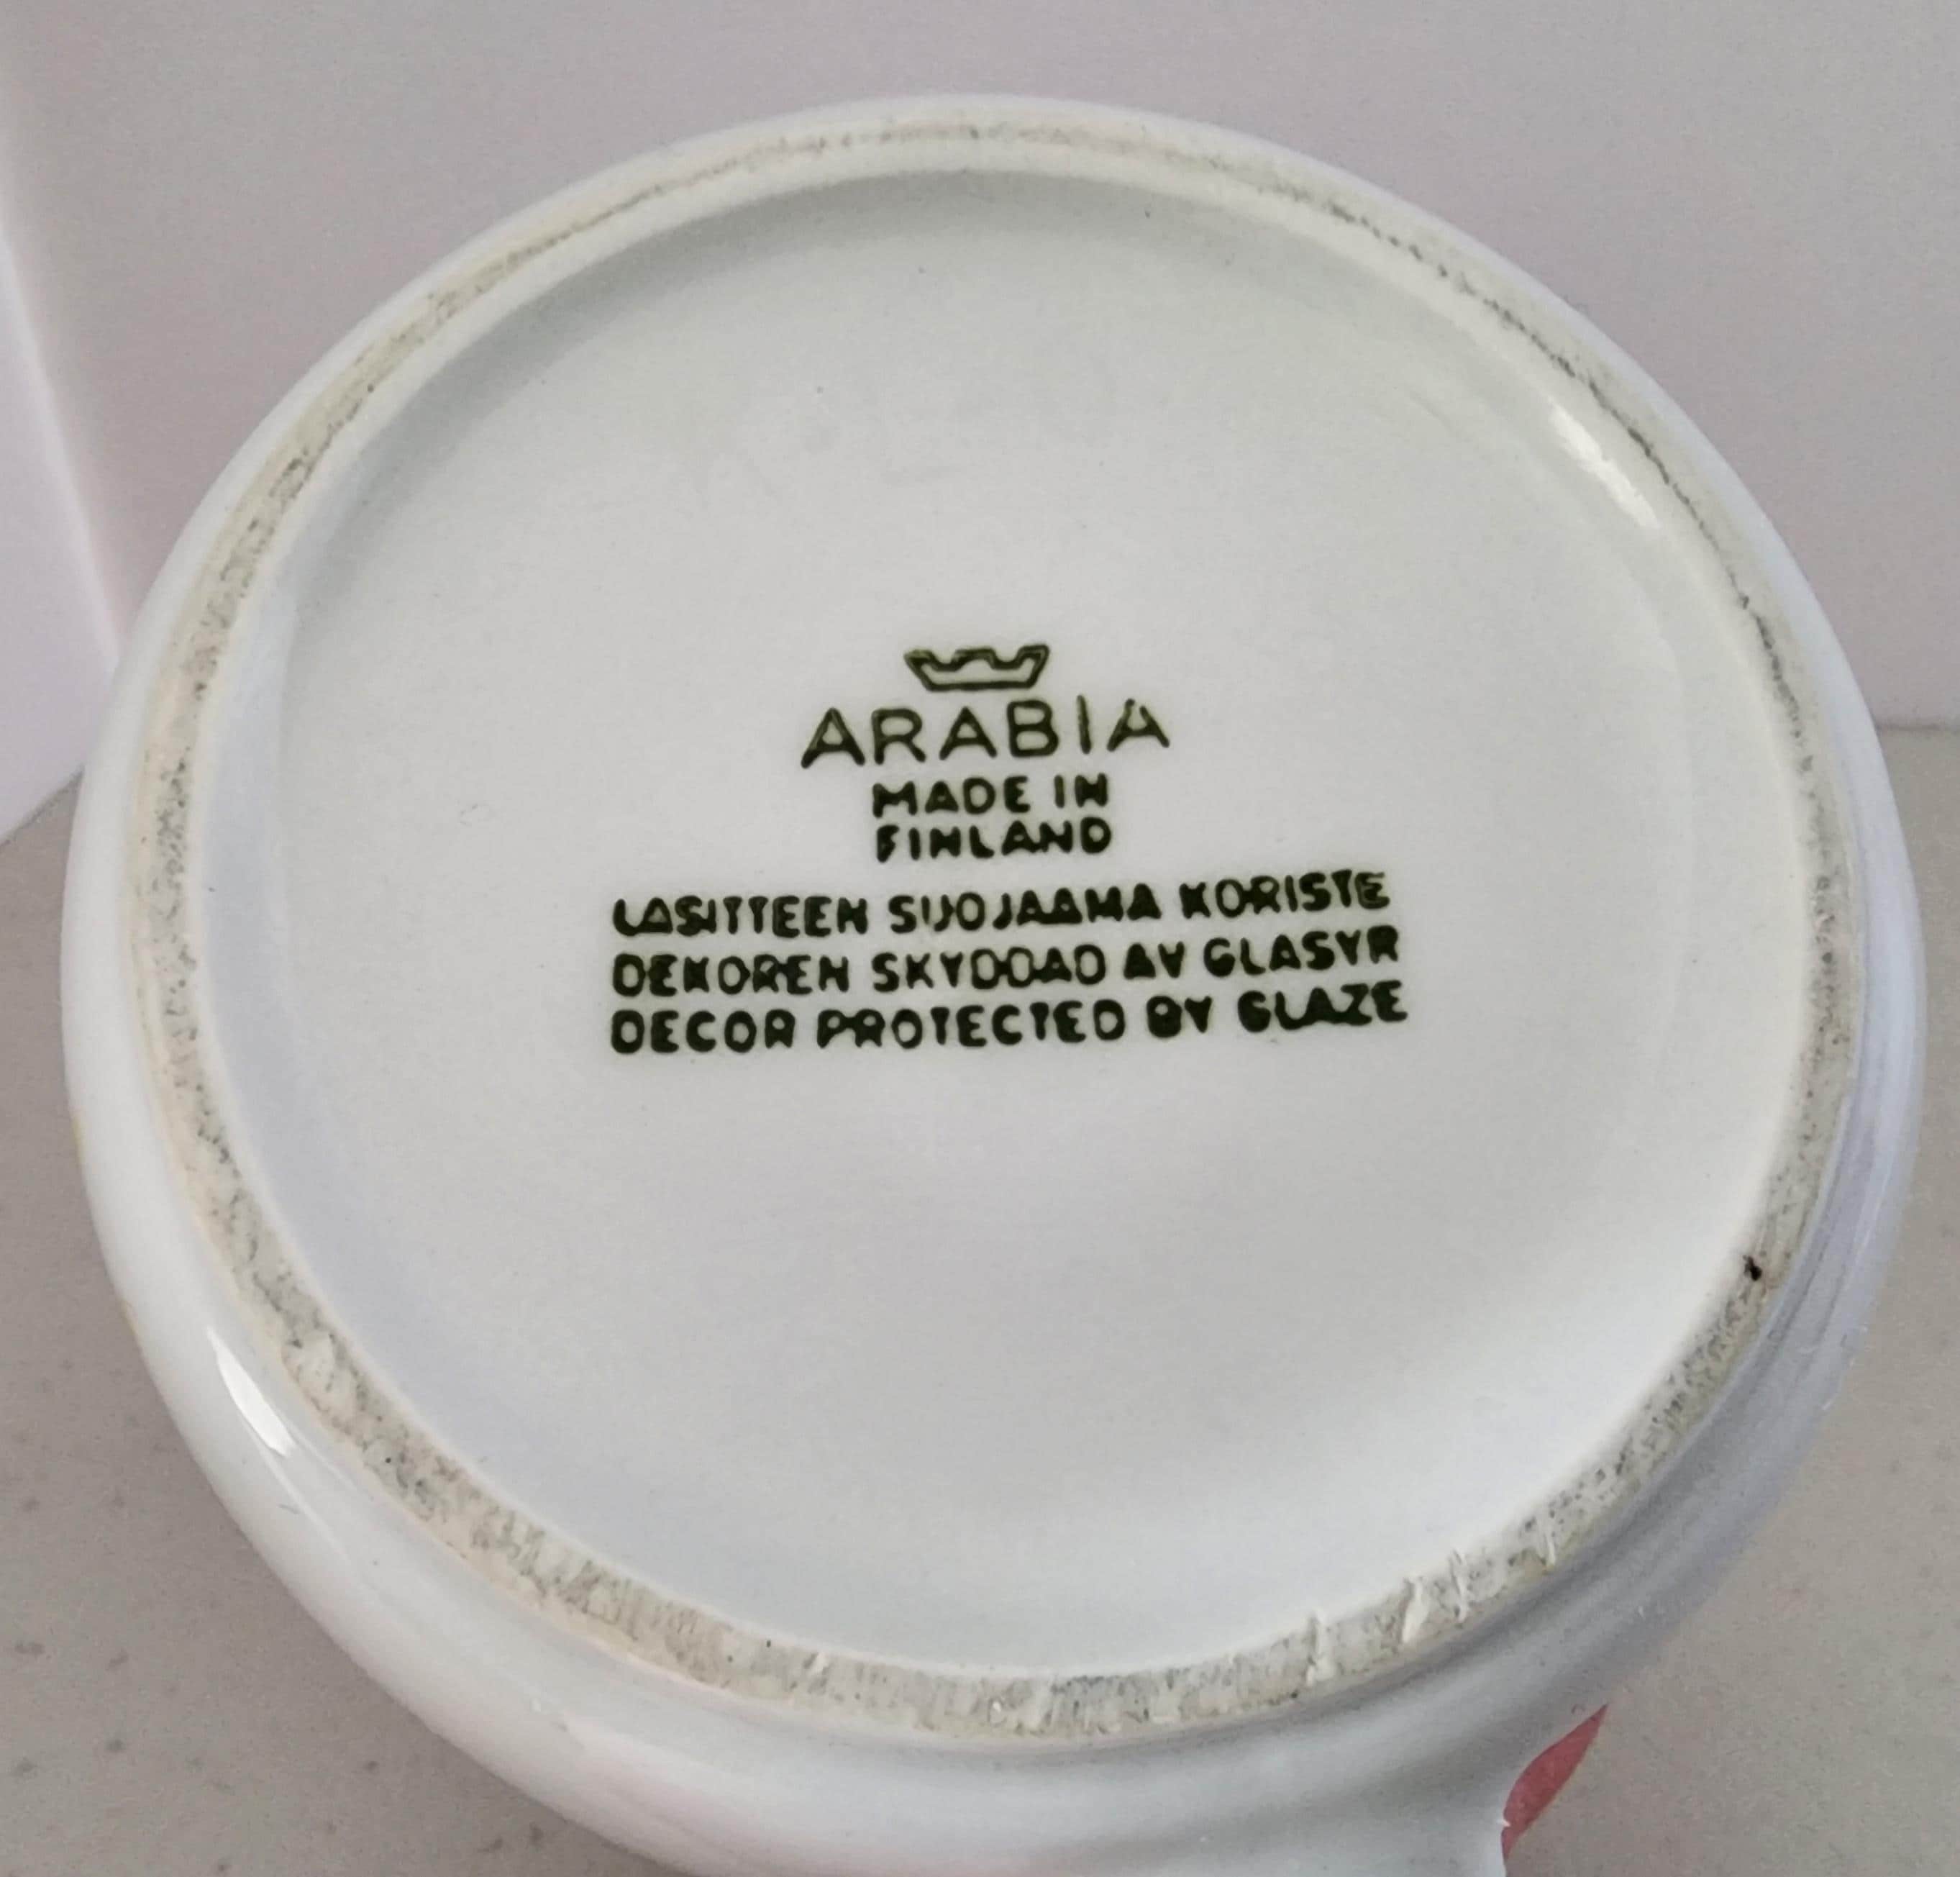 ARABIA
MADE IN
FINLAND
LASITTEEN SUOJAAMA KORISTE
DEKOREN SKYDDAD AV GLASYR
DECOR PROTECTED BY GLAZE